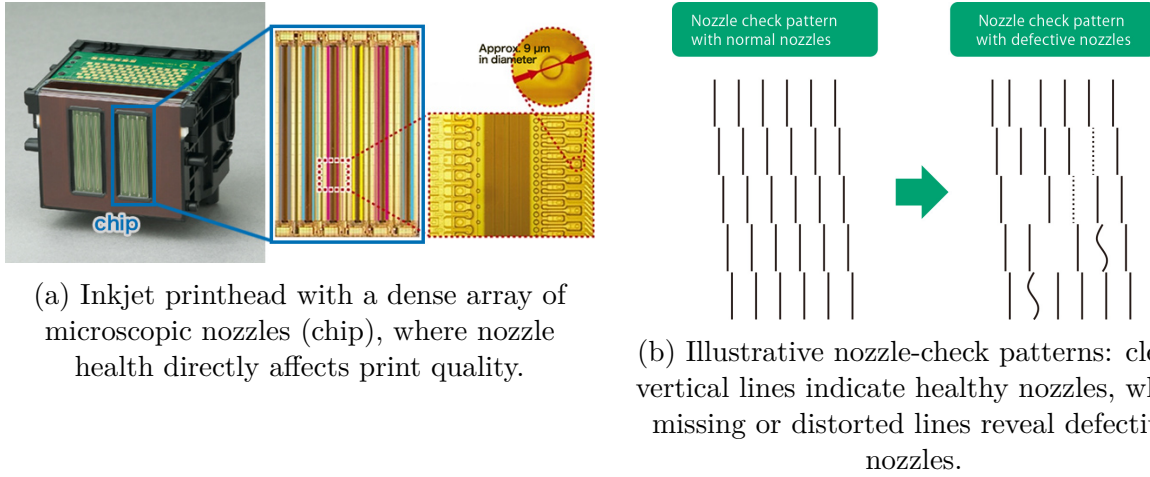 Approx. 9 µm
in diameter
chip
(a) Inkjet printhead with a dense array of
microscopic nozzles (chip), where nozzle
health directly affects print quality.
Nozzle check pattern
with normal nozzles
Nozzle check pattern
with defective nozzles
(b) Illustrative nozzle-check patterns:
vertical lines indicate healthy nozzles,
missing or distorted lines reveal
nozzles.